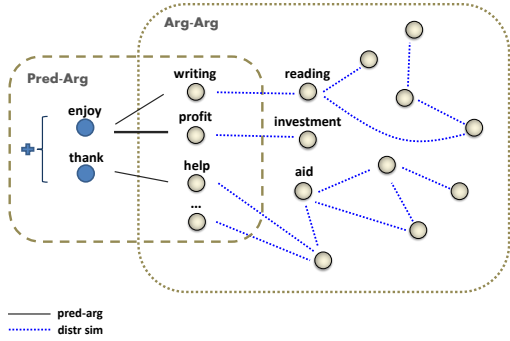 Arg-Arg
Pred-Arg
writing
reading
enjoy
profit
investment
thank
help
aid
...
pred-arg
distr sim